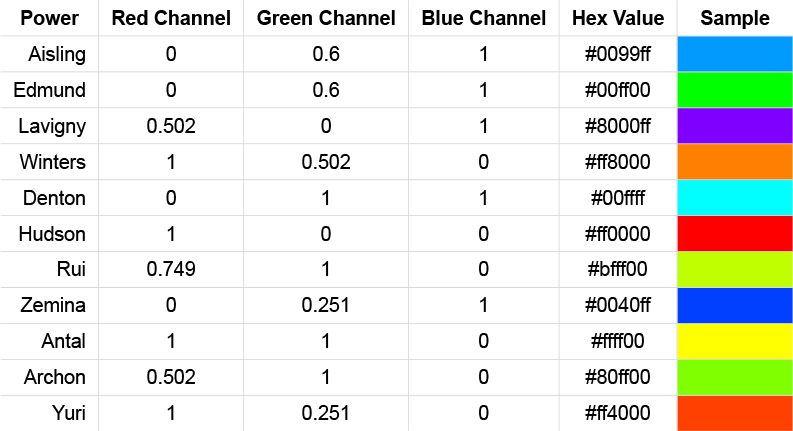 Power Red Channel Green Channel Blue Channel Hex Value Sample
Aisling 0 0.6 1 #0099ff
Edmund 0 0.6 1 #00ff00
Lavigny 0.502 0 1 #8000ff
Winters 1 0.502 0 #ff8000
Denton 0 1 1 #00ffff
Hudson 1 0 0 #ff0000
Rui 0.749 1 0 #bfff00
Zemina 0 0.251 1 #0040ff
Antal 1 1 0 #ffff00
Archon 0.502 1 0 #80ff00
Yuri 1 0.251 0 #ff4000